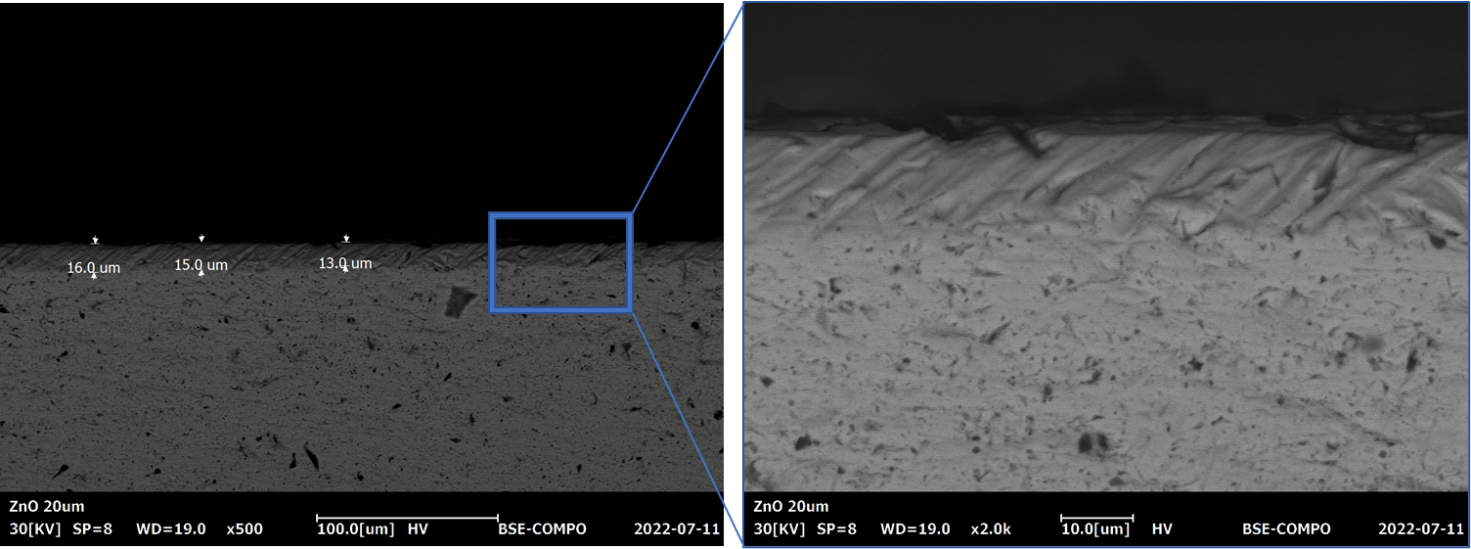 16.0 um
15.0 um
13.0 um
ZnO 20um
30[KV] SP=8 WD=19.0 x500 100.0[um] HV BSE-COMPO 2022-07-11
ZnO 20um
30[KV] SP=8 WD=19.0 x2.0k 10.0[um] HV BSE-COMPO 2022-07-11